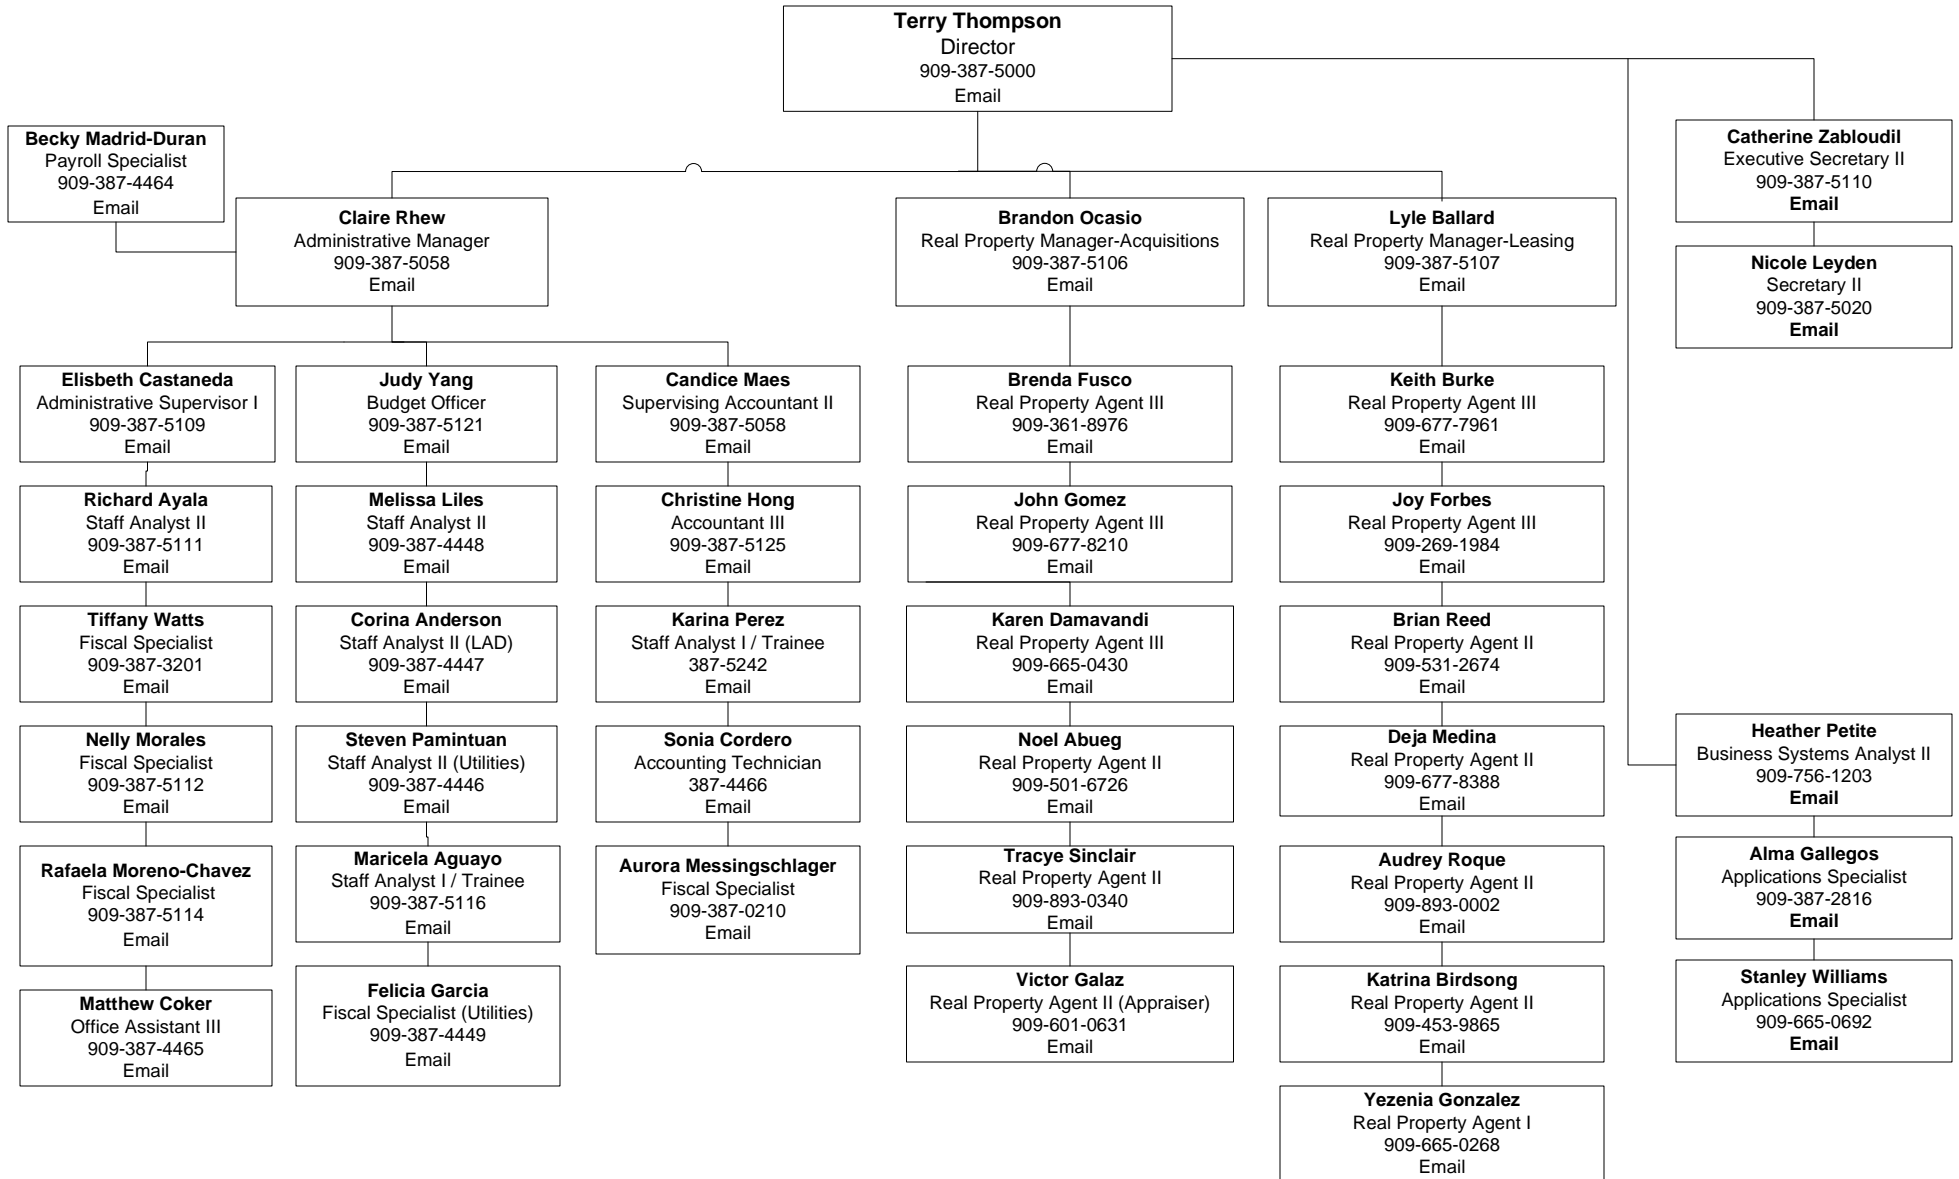 Terry Thompson
Director
909-387-5000
Email
Becky Madrid-Duran
Payroll Specialist
909-387-4464
Email
Claire Rhew
Administrative Manager
909-387-5058
Email
Brandon Ocasio
Real Property Manager-Acquisitions
909-387-5106
Email
Lyle Ballard
Real Property Manager-Leasing
909-387-5107
Email
Catherine Zabloudil
Executive Secretary II
909-387-5110
Email
Nicole Leyden
Secretary II
909-387-5020
Email
Elisbeth Castaneda
Administrative Supervisor I
909-387-5109
Email
Richard Ayala
Staff Analyst II
909-387-5111
Email
Tiffany Watts
Fiscal Specialist
909-387-3201
Email
Nelly Morales
Fiscal Specialist
909-387-5112
Email
Rafaela Moreno-Chavez
Fiscal Specialist
909-387-5114
Email
Matthew Coker
Office Assistant III
909-387-4465
Email
Judy Yang
Budget Officer
909-387-5121
Email
Melissa Liles
Staff Analyst II
909-387-4448
Email
Corina Anderson
Staff Analyst II (LAD)
909-387-4447
Email
Steven Pamintuan
Staff Analyst II (Utilities)
909-387-4446
Email
Maricela Aguayo
Staff Analyst I / Trainee
909-387-5116
Email
Felicia Garcia
Fiscal Specialist (Utilities)
909-387-4449
Email
Candice Maes
Supervising Accountant II
909-387-5058
Email
Christine Hong
Accountant III
909-387-5125
Email
Karina Perez
Staff Analyst I / Trainee
387-5242
Email
Sonia Cordero
Accounting Technician
387-4466
Email
Aurora Messingschlager
Fiscal Specialist
909-387-0210
Email
Brenda Fusco
Real Property Agent III
909-361-8976
Email
John Gomez
Real Property Agent III
909-677-8210
Email
Karen Damavandi
Real Property Agent III
909-665-0430
Email
Noel Abueg
Real Property Agent II
909-501-6726
Email
Tracye Sinclair
Real Property Agent II
909-893-0340
Email
Victor Galaz
Real Property Agent II (Appraiser)
909-601-0631
Email
Keith Burke
Real Property Agent III
909-677-7961
Email
Joy Forbes
Real Property Agent III
909-269-1984
Email
Brian Reed
Real Property Agent II
909-531-2674
Email
Deja Medina
Real Property Agent II
909-677-8388
Email
Audrey Roque
Real Property Agent II
909-893-0002
Email
Katrina Birdsong
Real Property Agent II
909-453-9865
Email
Yezenia Gonzalez
Real Property Agent I
909-665-0268
Email
Heather Petite
Business Systems Analyst II
909-756-1203
Email
Alma Gallegos
Applications Specialist
909-387-2816
Email
Stanley Williams
Applications Specialist
909-665-0692
Email